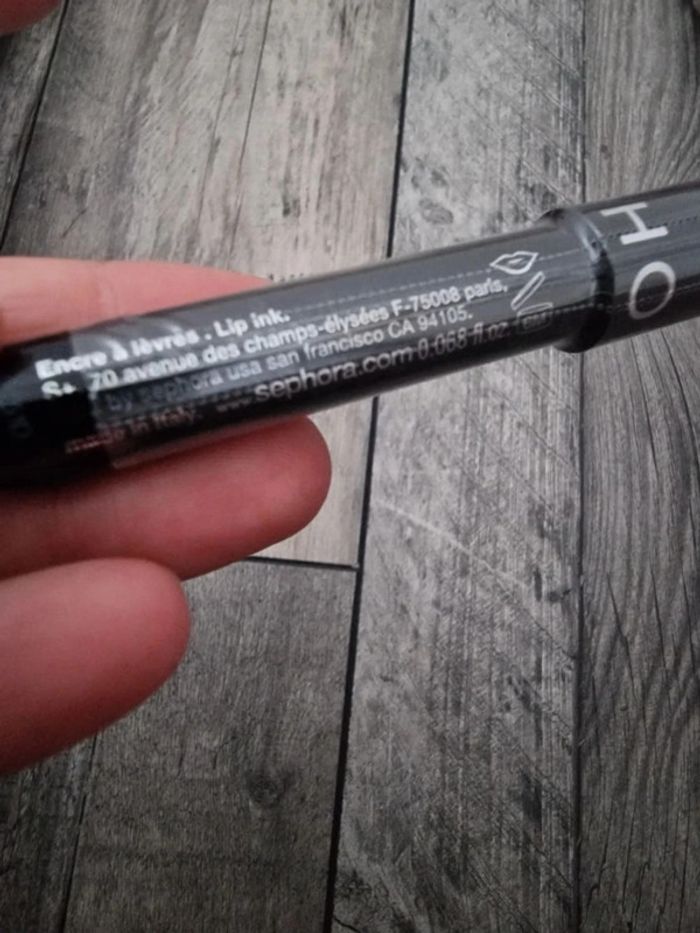 Encre à lèvres . Lip ink.
S+ 70 avenue des champs-élysées F-75008 paris,
by sephora usa san francisco CA 94105.
made in Italy. www.sephora.com 0.068 fl.oz.
H
O